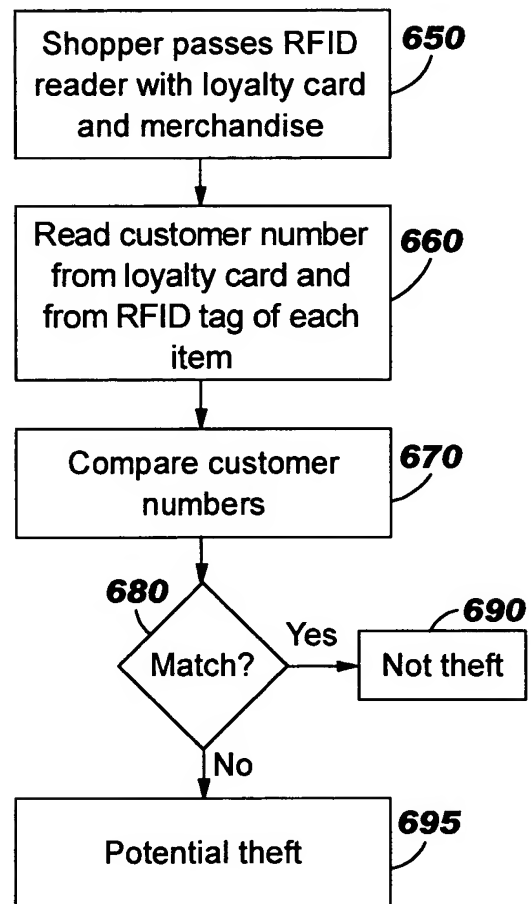 Shopper passes RFID
reader with loyalty card
and merchandise
650
Read customer number
from loyalty card and
from RFID tag of each
item
660
Compare customer
numbers
670
680
Match?
Yes
690
Not theft
No
Potential theft
695